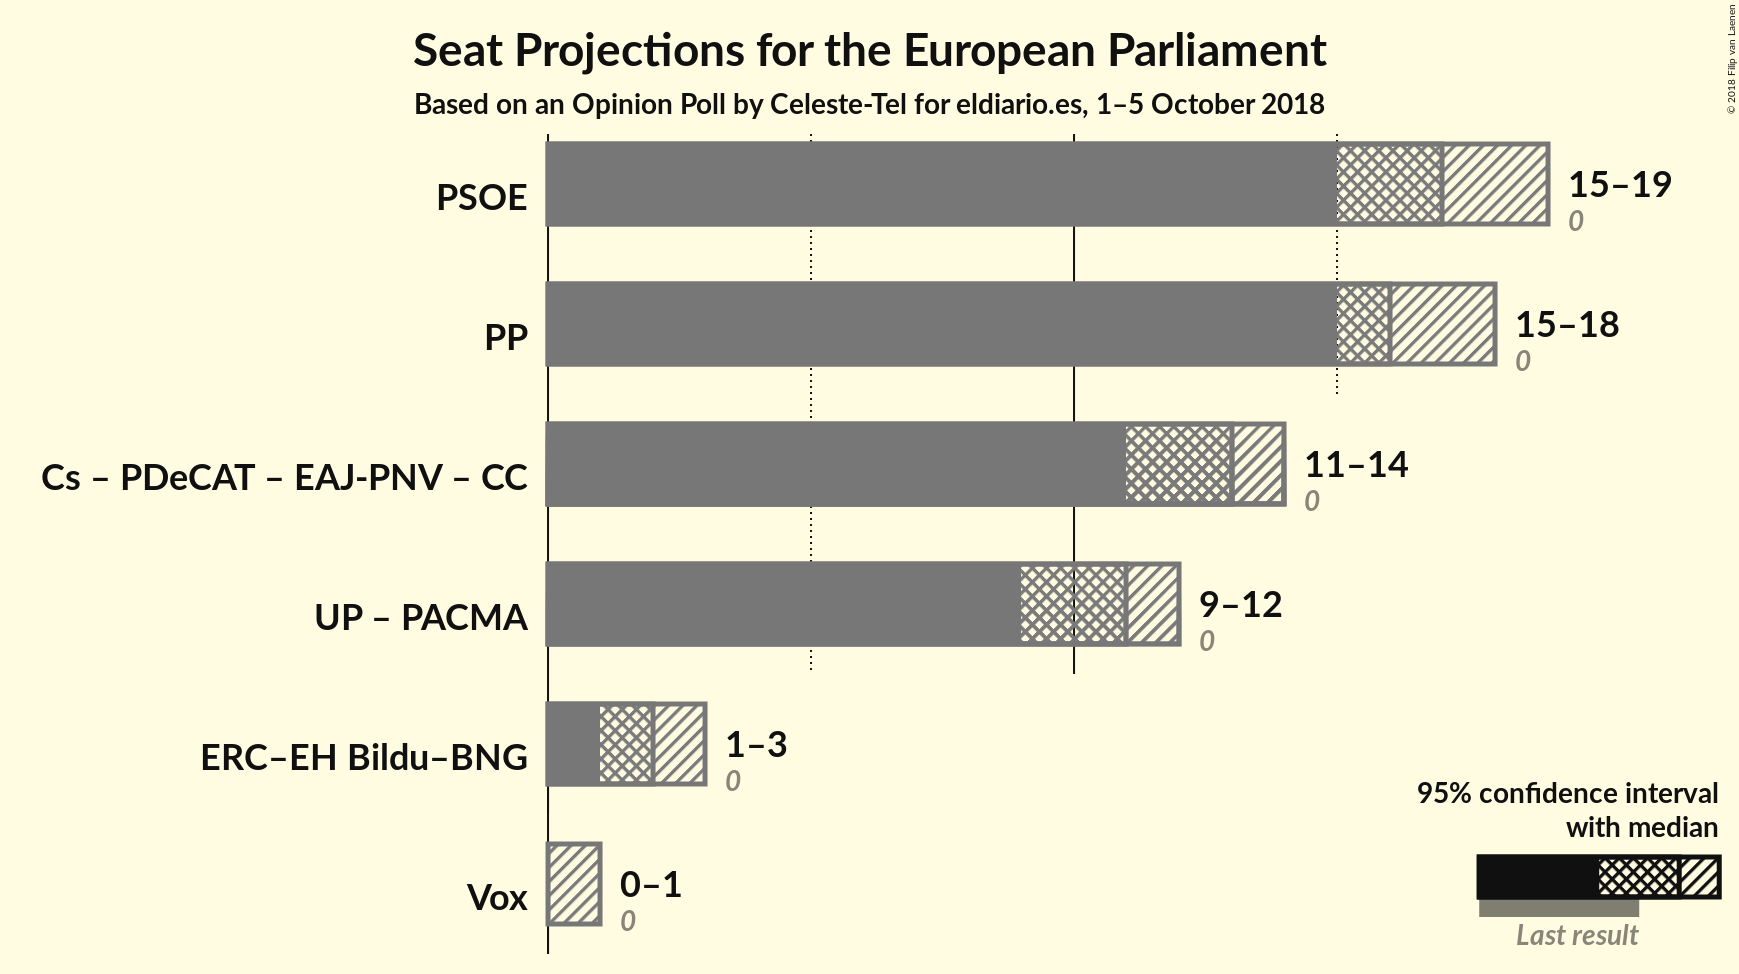 Seat Projections for the European Parliament
Based on an Opinion Poll by Celeste-Tel for eldiario.es, 1–5 October 2018
© 2018 Filip van Laenen
PSOE
15–19
0
PP
15–18
0
Cs – PDeCAT – EAJ-PNV – CC
11–14
0
UP – PACMA
9–12
0
ERC–EH Bildu–BNG
1–3
0
Vox
0–1
0
95% confidence interval
with median
Last result